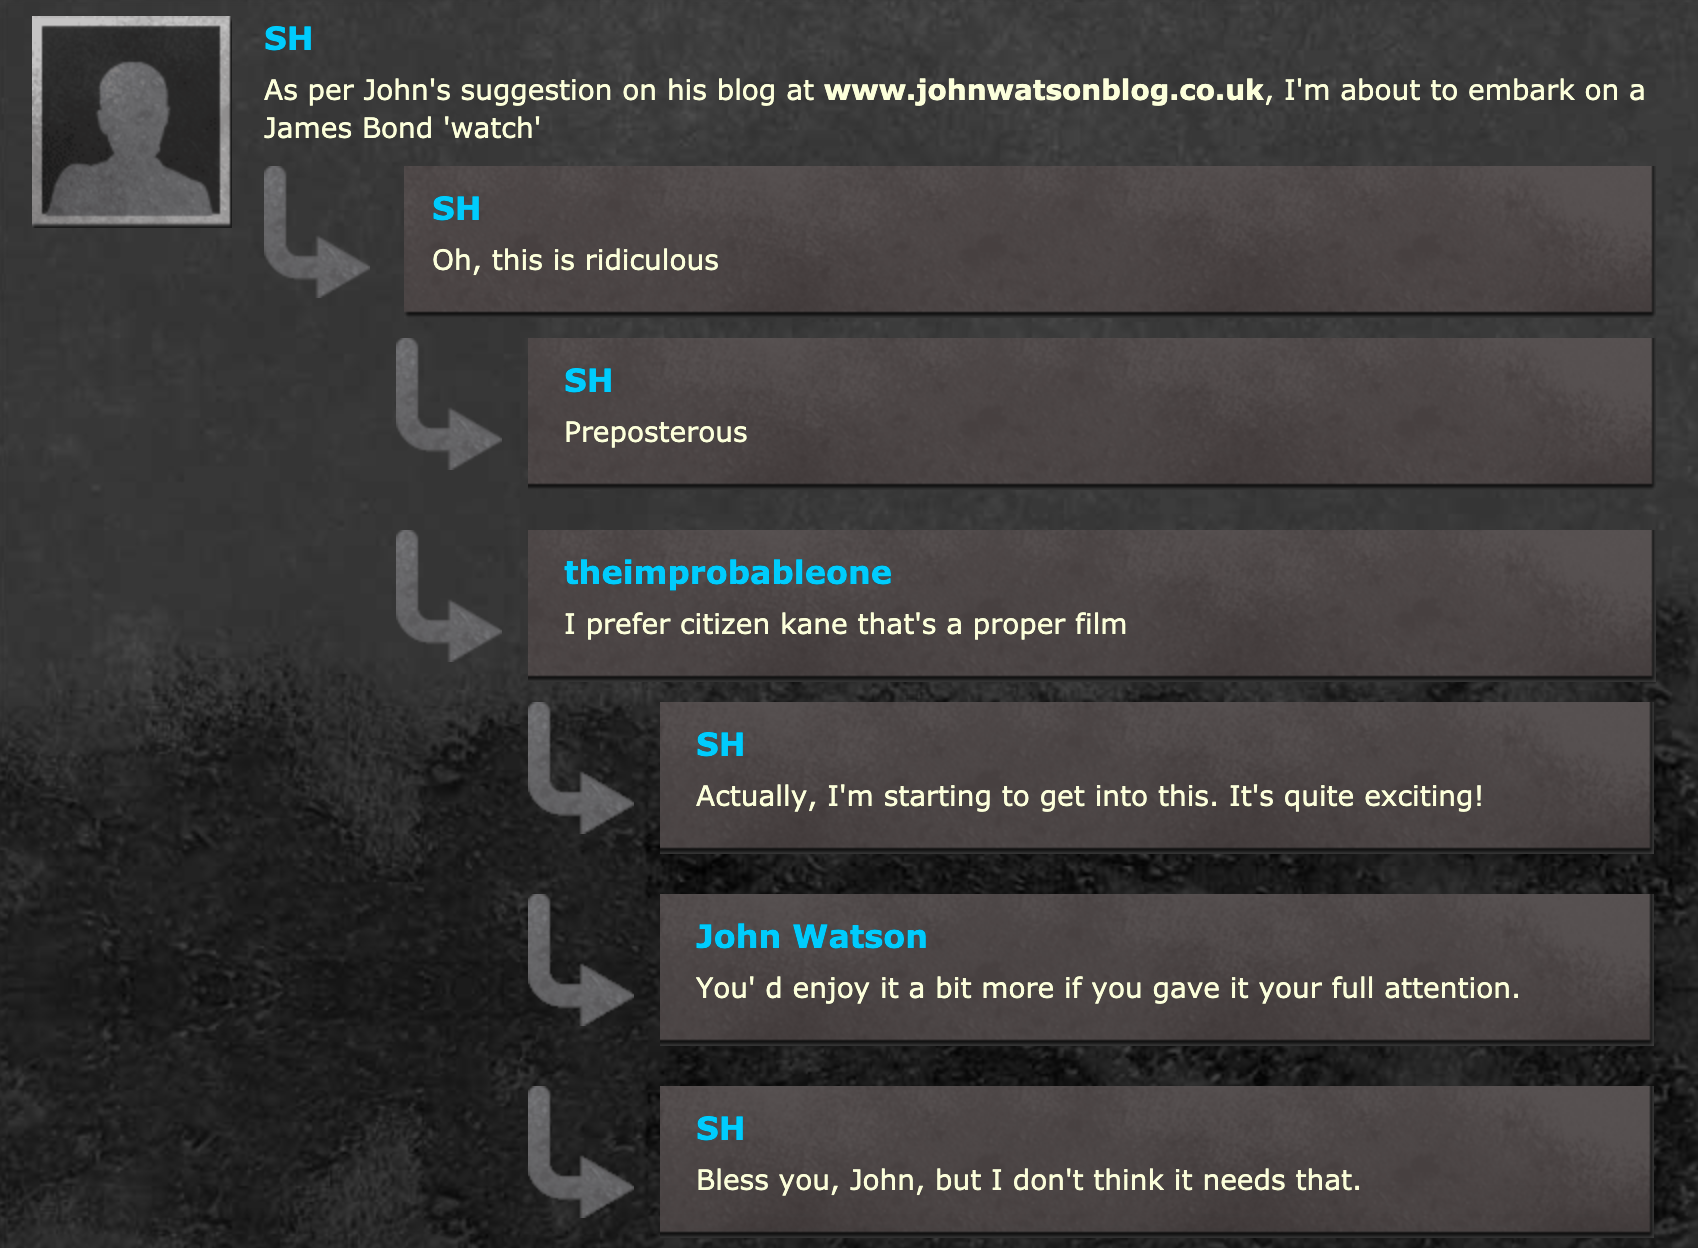 SH
As per John's suggestion on his blog at www.johnwatsonblog.co.uk, I'm about to embark on a
James Bond 'watch'
SH
Oh, this is ridiculous
SH
Preposterous
theimprobableone
I prefer citizen kane that's a proper film
SH
Actually, I'm starting to get into this. It's quite exciting!
John Watson
You' d enjoy it a bit more if you gave it your full attention.
SH
Bless you, John, but I don't think it needs that.